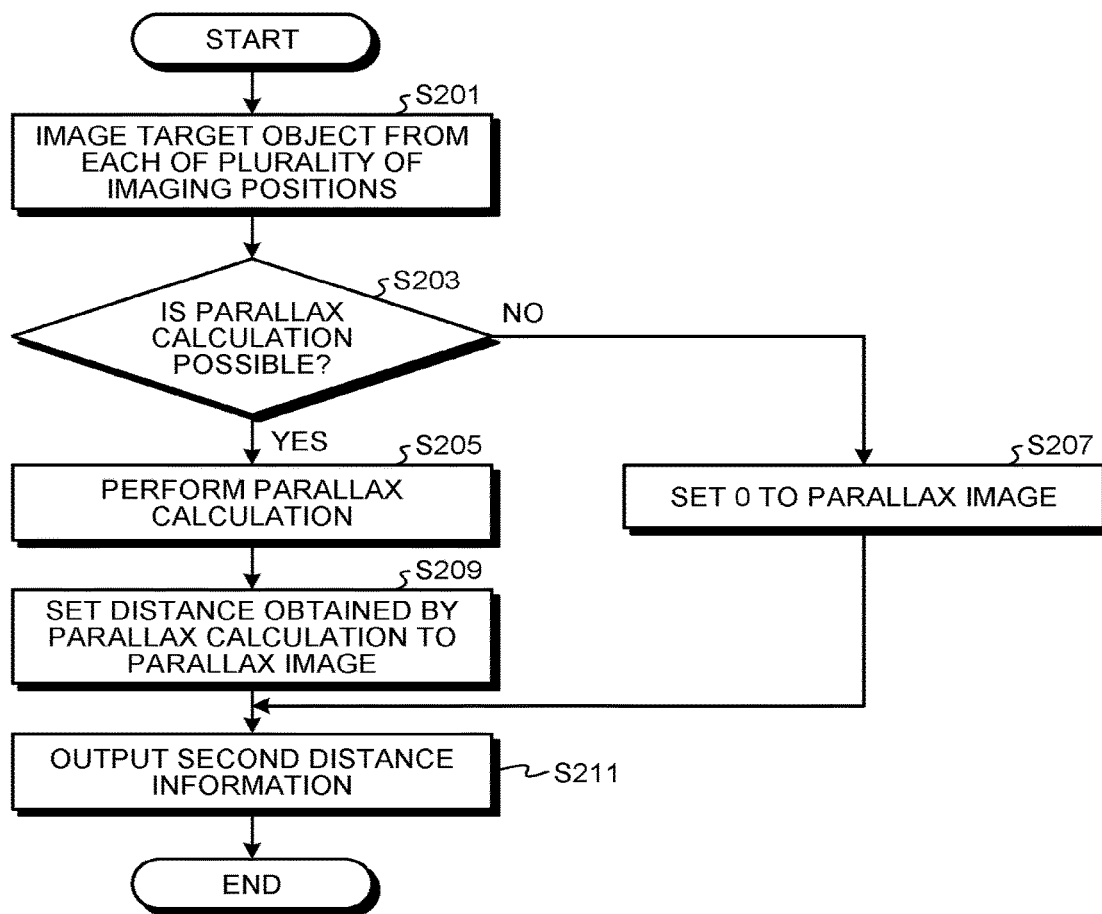 START
S201
IMAGE TARGET OBJECT FROM
EACH OF PLURALITY OF
IMAGING POSITIONS
S203
IS PARALLAX
CALCULATION
POSSIBLE?
NO
YES
S205
PERFORM PARALLAX
CALCULATION
S207
SET 0 TO PARALLAX IMAGE
S209
SET DISTANCE OBTAINED BY
PARALLAX CALCULATION TO
PARALLAX IMAGE
OUTPUT SECOND DISTANCE
INFORMATION
S211
END